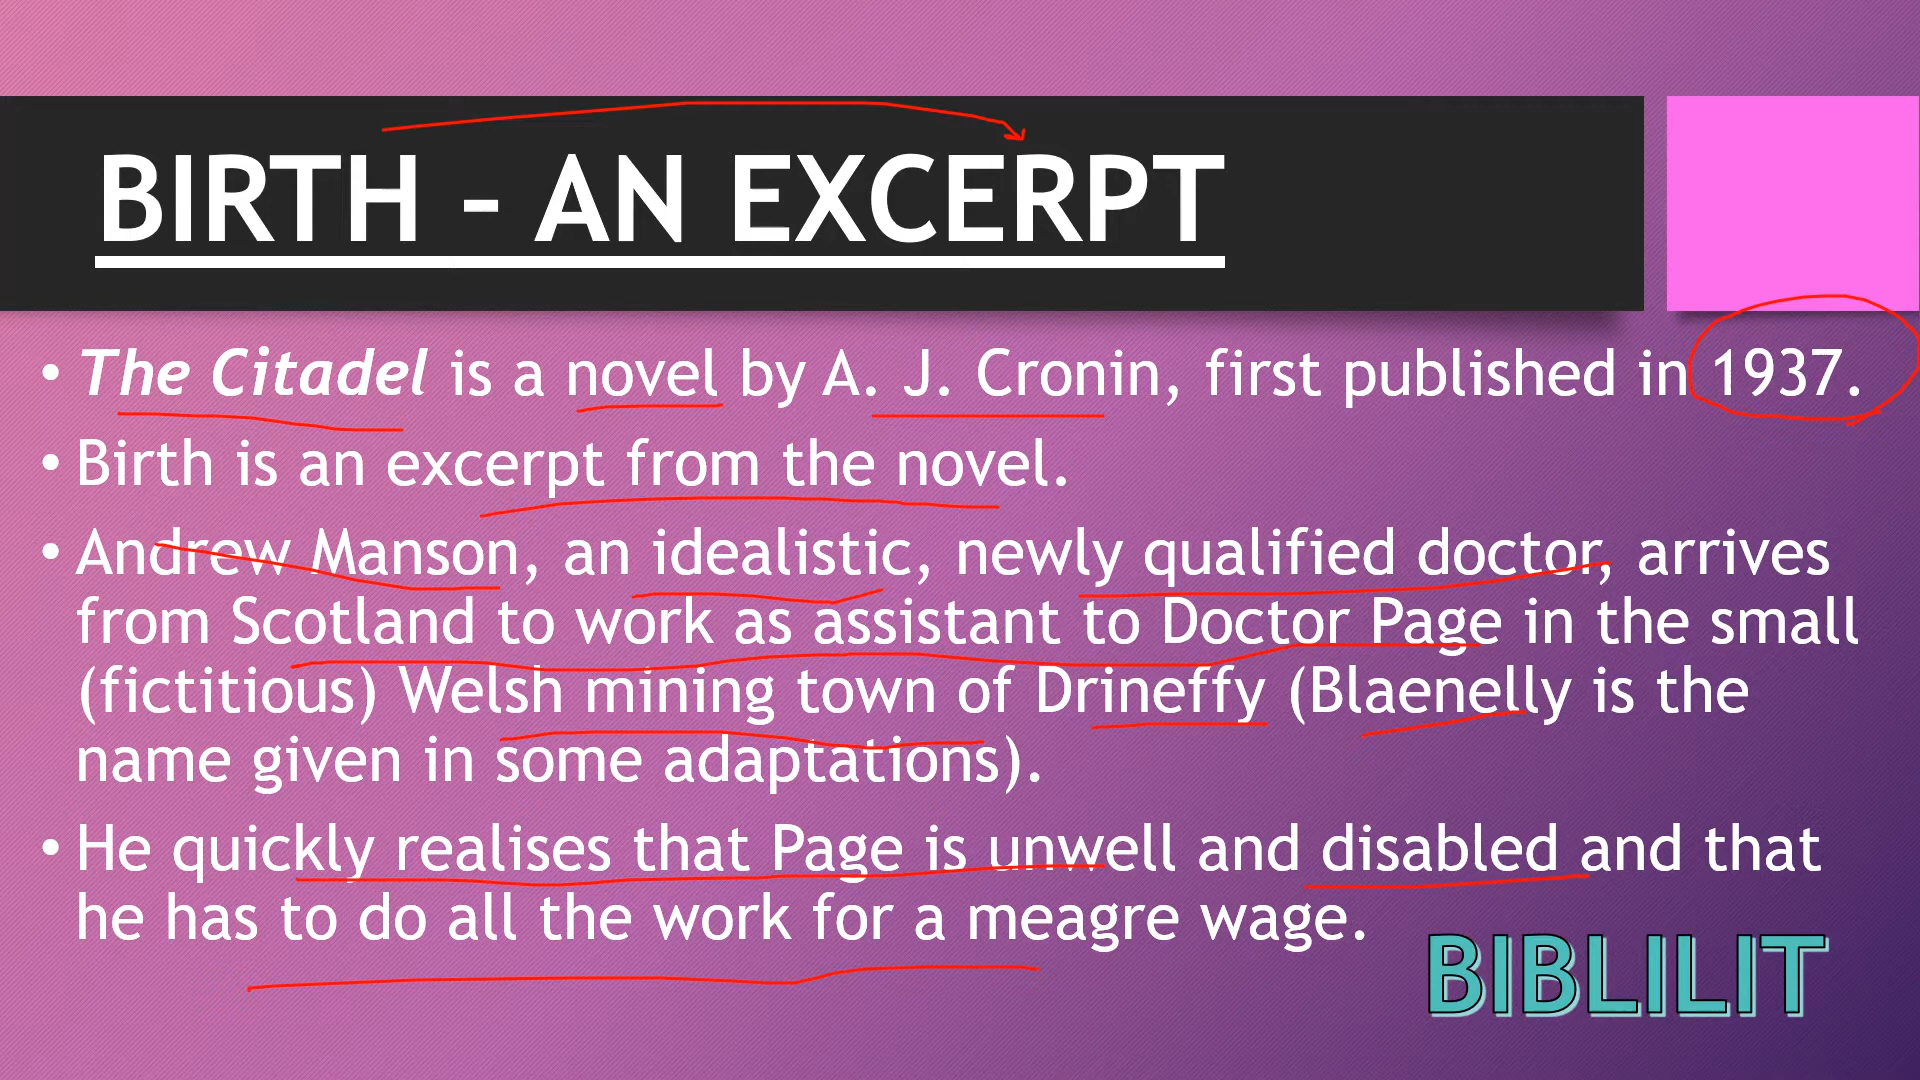 BIRTH – AN EXCERPT
• The Citadel is a novel by A. J. Cronin, first published in 1937.
• Birth is an excerpt from the novel.
• Andrew Manson, an idealistic, newly qualified doctor, arrives
from Scotland to work as assistant to Doctor Page in the small
(fictitious) Welsh mining town of Drineffy (Blaenelly is the
name given in some adaptations).
• He quickly realises that Page is unwell and disabled and that
he has to do all the work for a meagre wage.
BIBLILIT